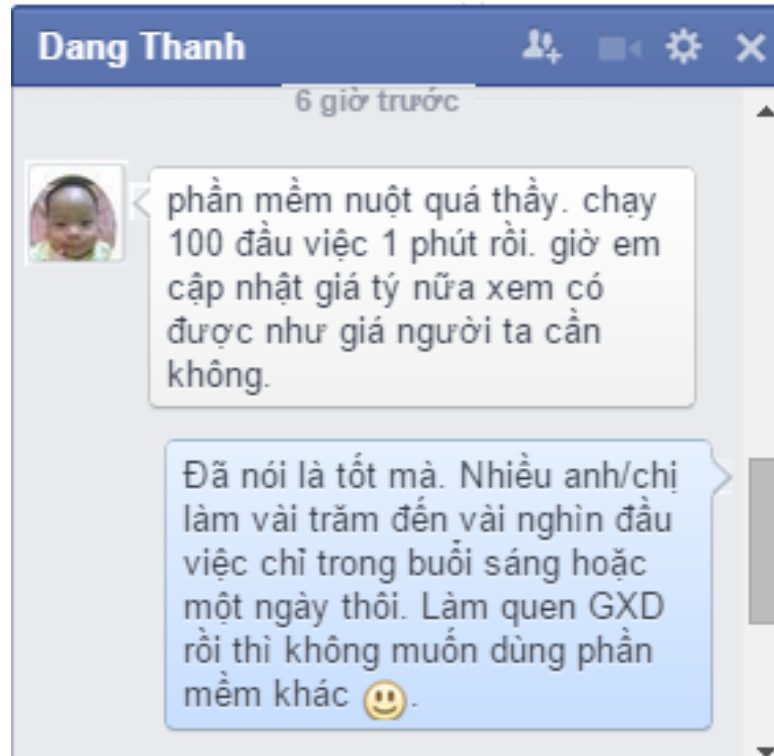 Dang Thanh
6 giờ trước
phần mềm nuột quá thầy. chạy
100 đầu việc 1 phút rồi. giờ em
cập nhật giá tý nữa xem có
được như giá người ta cần
không.
Đã nói là tốt mà. Nhiều anh/chị
làm vài trăm đến vài nghìn đầu
việc chỉ trong buổi sáng hoặc
một ngày thôi. Làm quen GXD
rồi thì không muốn dùng phần
mềm khác 🙂.